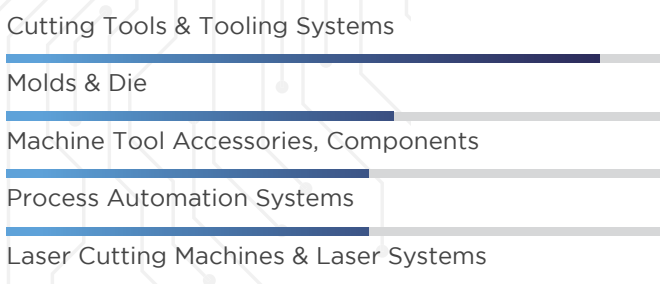 Cutting Tools & Tooling Systems
Molds & Die
Machine Tool Accessories, Components
Process Automation Systems
Laser Cutting Machines & Laser Systems